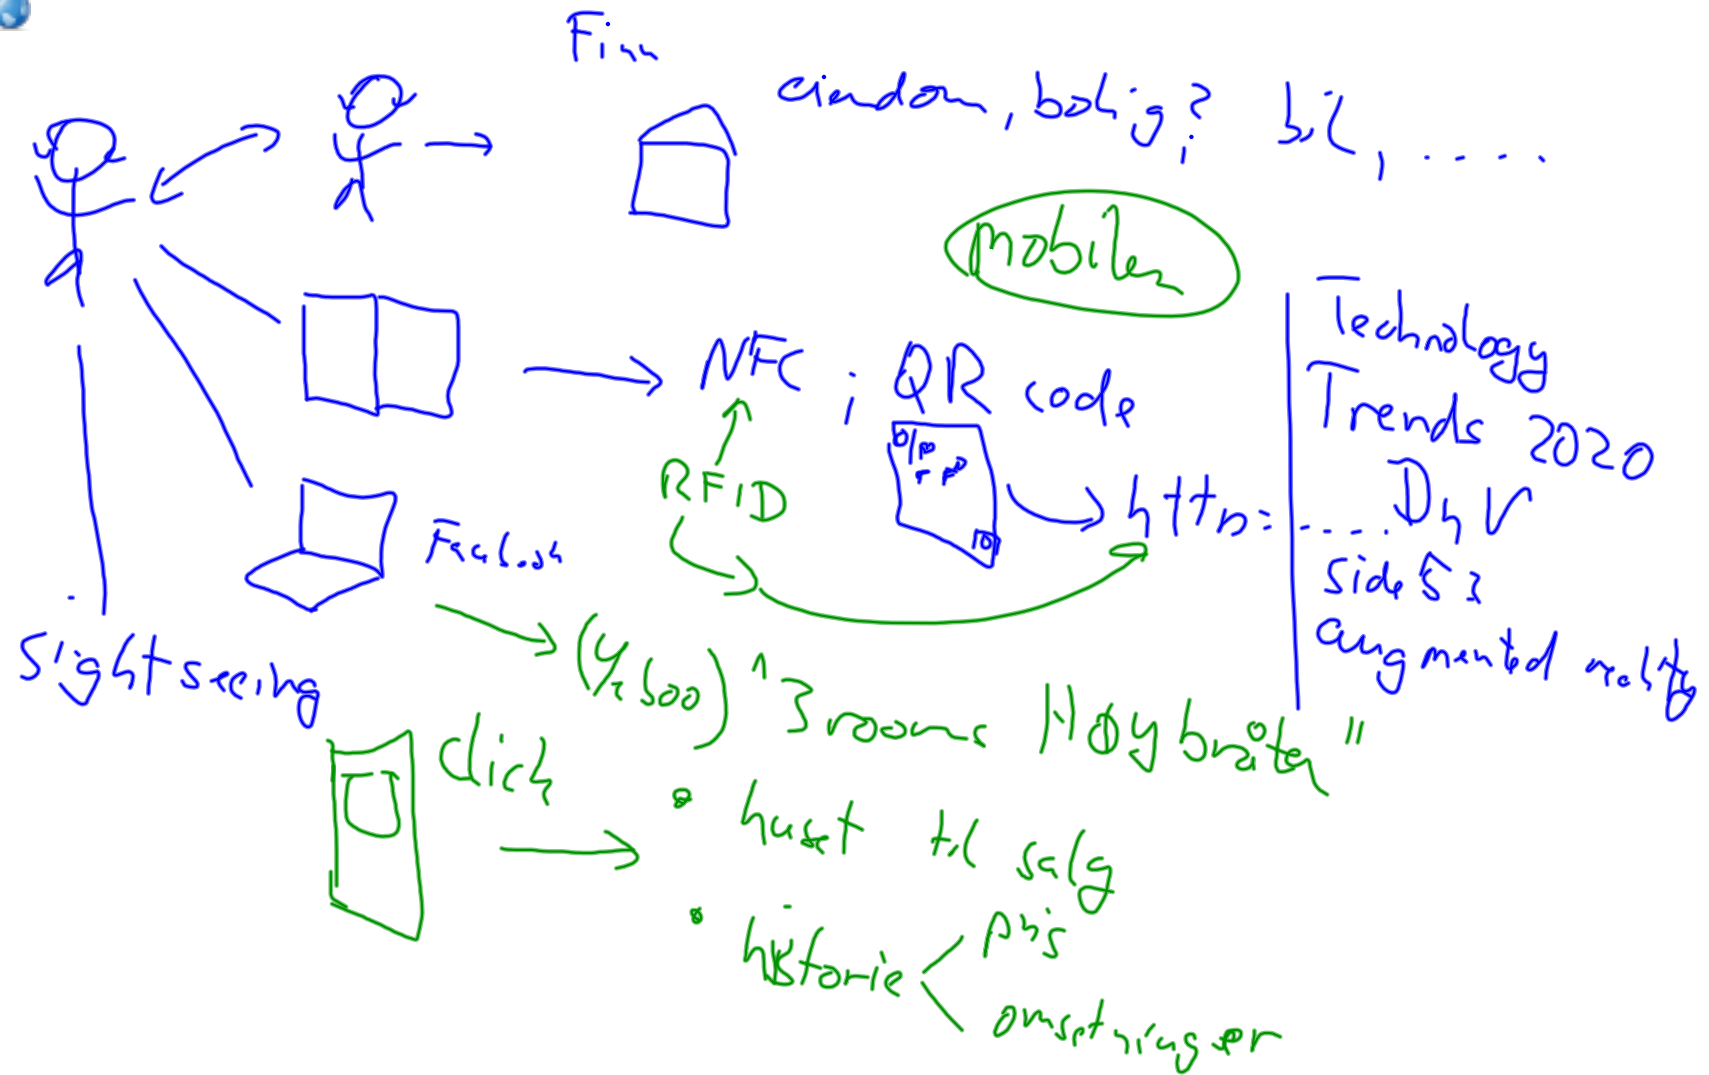 Finn
eiendom, bolig? bil, .....
mobilen
NFC ; QR code
RFID
http: .....
Technology
Trends 2020
DnV
side 53
augmented reality
Facebook
Sightseeing
3 rooms Høybråten"
click
• huset til salg
• historie
pris
omsetninger